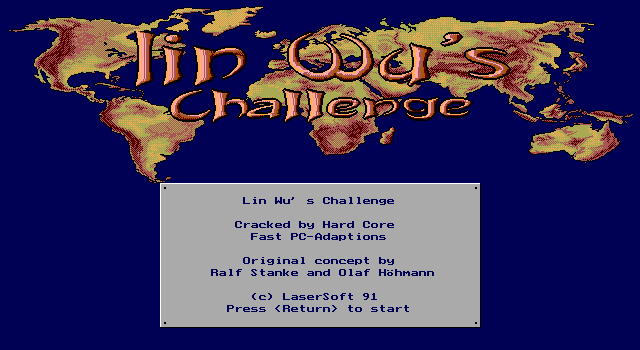 Lin Wu's
Challenge
Lin Wu's Challenge
Cracked by Hard Core
Fast PC-Adaptions
Original concept by
Ralf Stanke and Olaf Höhmann
(c) LaserSoft 91
Press <Return> to start